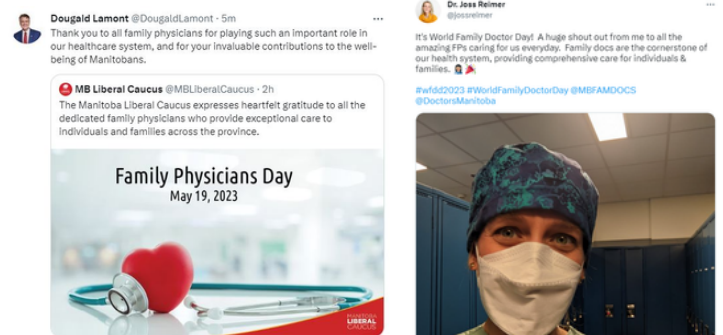 Dougald Lamont @DougaldLamont · 5m
Thank you to all family physicians for playing such an important role in
our healthcare system, and for your invaluable contributions to the well-
being of Manitobans.
MB Liberal Caucus @MBLiberalCaucus · 2h
The Manitoba Liberal Caucus expresses heartfelt gratitude to all the
dedicated family physicians who provide exceptional care to
individuals and families across the province.
Family Physicians Day
May 19, 2023
MANITOBA
LIBERAL
CAUCUS
Dr. Joss Reimer
@jossreimer
It's World Family Doctor Day! A huge shout out from me to all the
amazing FPs caring for us everyday. Family docs are the cornerstone of
our health system, providing comprehensive care for individuals &
families.
#wfdd2023 #WorldFamilyDoctorDay @MBFAMDOCS
@DoctorsManitoba